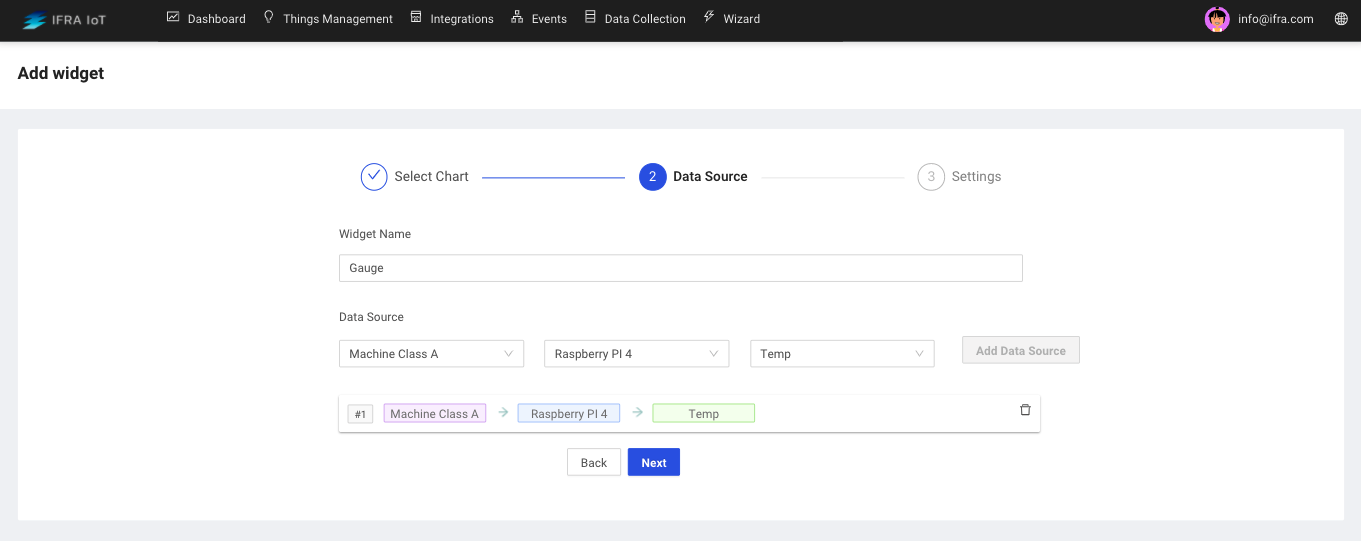 IFRA IoT Dashboard Things Management Integrations Events Data Collection Wizard info@ifra.com
Add widget
Select Chart 2 Data Source 3 Settings
Widget Name
Gauge
Data Source
Machine Class A Raspberry PI 4 Temp Add Data Source
#1 Machine Class A Raspberry PI 4 Temp
Back Next